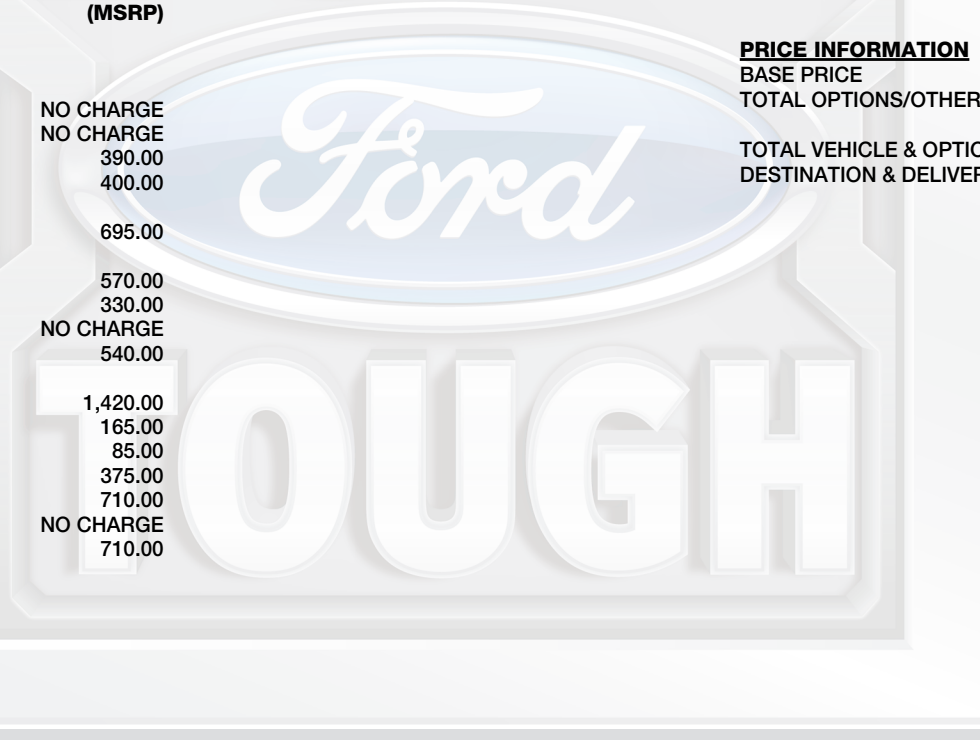 (MSRP)
NO CHARGE
NO CHARGE
390.00
400.00
695.00
570.00
330.00
NO CHARGE
540.00
1,420.00
165.00
85.00
375.00
710.00
NO CHARGE
710.00
PRICE INFORMATION
BASE PRICE
TOTAL OPTIONS/OTHER
TOTAL VEHICLE & OPTIO
DESTINATION & DELIVER
Ford
TOUGH